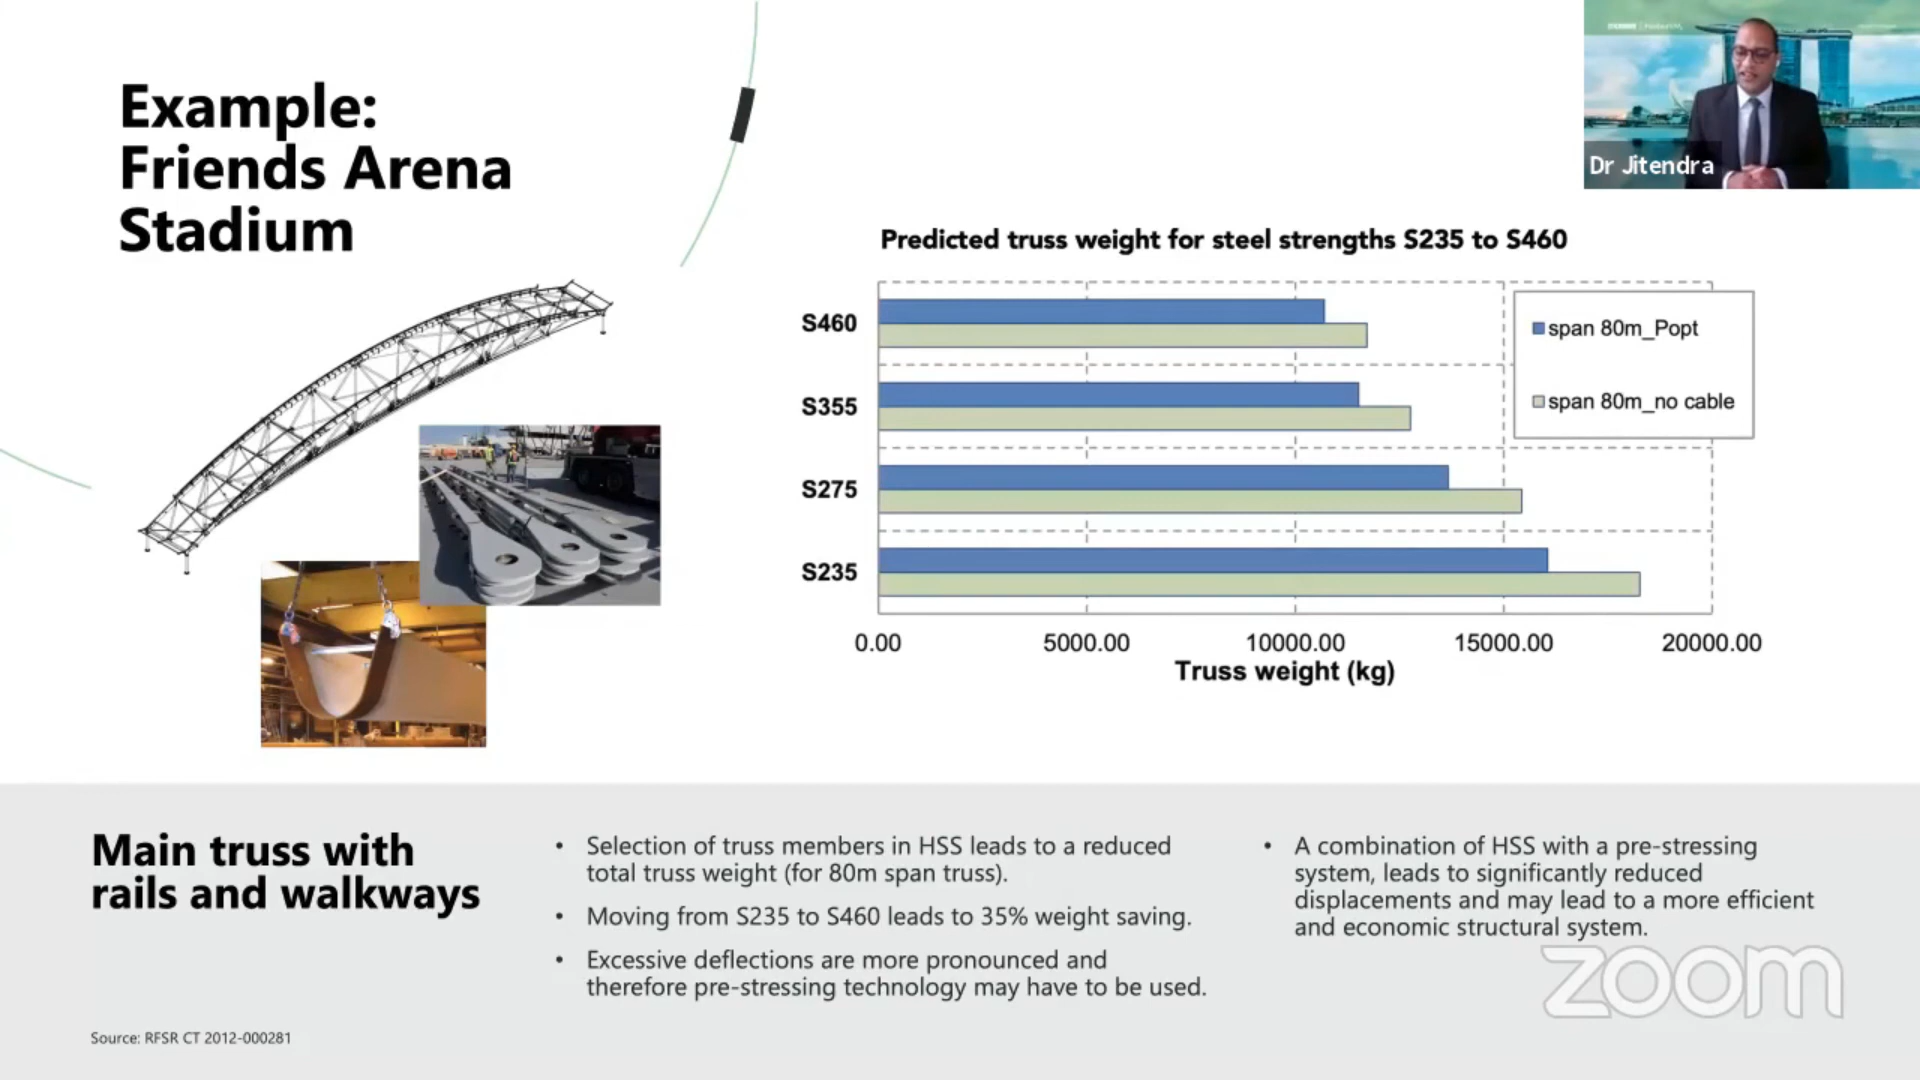 Example:
Friends Arena
Stadium
Dr Jitendra
Predicted truss weight for steel strengths S235 to S460
S460
S355
S275
S235
span 80m_Popt
span 80m_no cable
0.00
5000.00
10000.00
15000.00
20000.00
Truss weight (kg)
Main truss with
rails and walkways
• Selection of truss members in HSS leads to a reduced
total truss weight (for 80m span truss).
• Moving from S235 to S460 leads to 35% weight saving.
• Excessive deflections are more pronounced and
therefore pre-stressing technology may have to be used.
• A combination of HSS with a pre-stressing
system, leads to significantly reduced
displacements and may lead to a more efficient
and economic structural system.
zoom
Source: RFSR CT 2012-000281